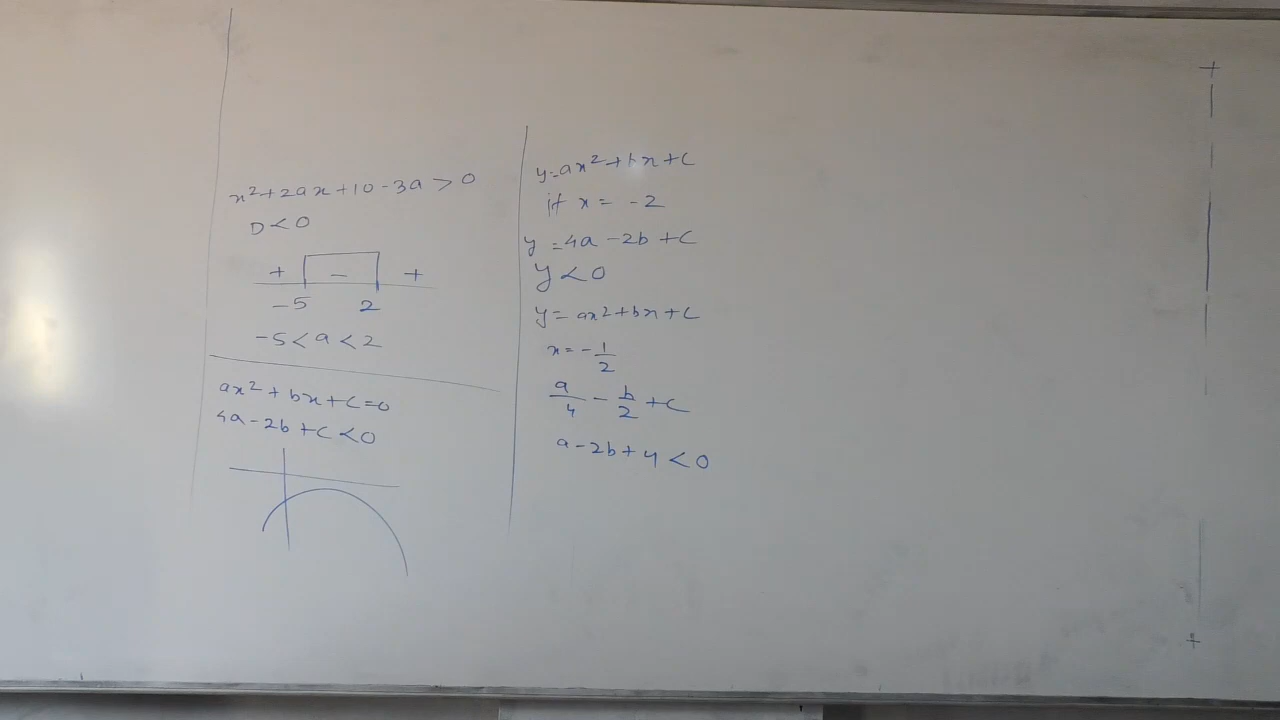 x²+2ax+10-3a>0
D<0
+ - +
-5 2
-5<a<2
ax²+bx+c=0
4a-2b+c<0
y=ax²+bx+c
if x= -2
y =4a-2b+c
y<0
y= ax²+bx+c
x=-1/2
a/4 - b/2 +c
a-2b+4<0